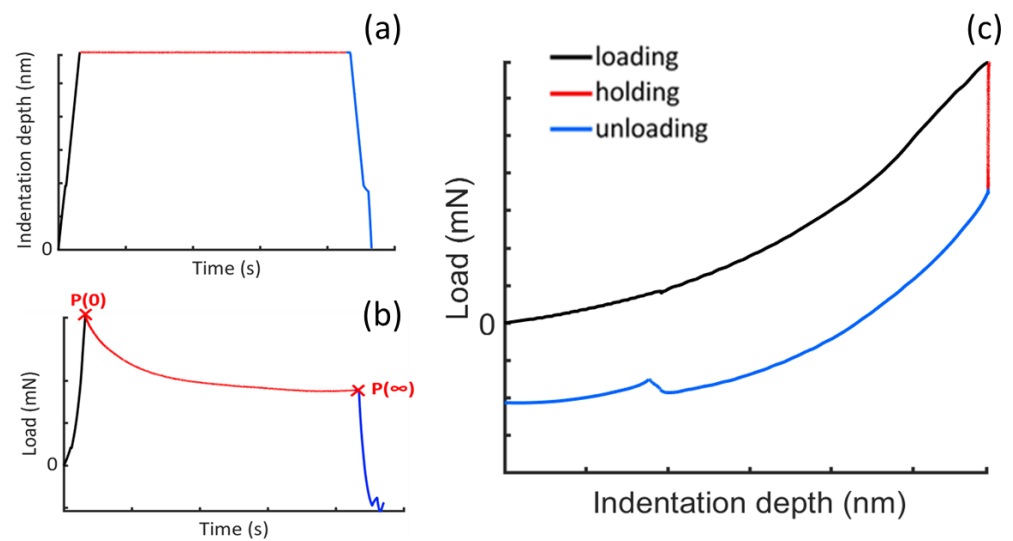 (a)
Indentation depth (nm)
0
Time (s)
(b)
P(0)
P(∞)
Load (mN)
0
Time (s)
(c)
loading
holding
unloading
Load (mN)
0
Indentation depth (nm)